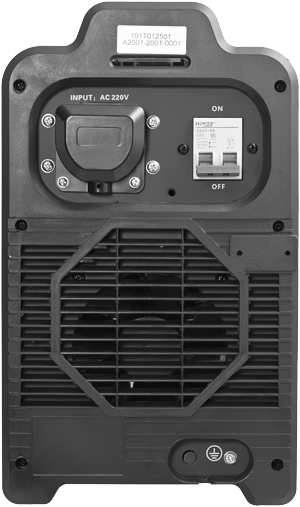 101T012501
A2501-2001-0001
INPUT: AC 220V
ON
OFF